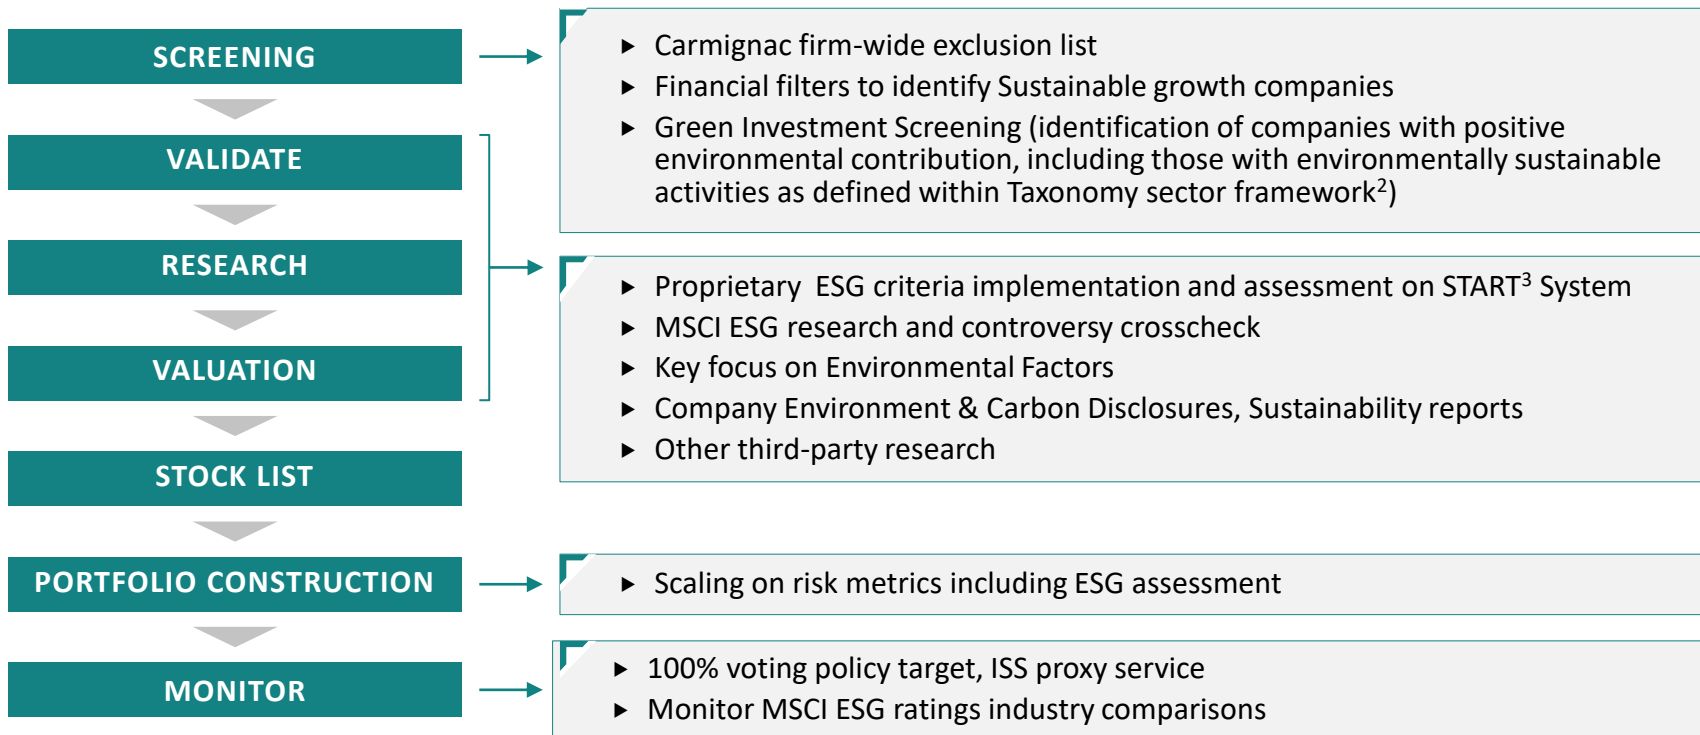 SCREENING
▶ Carmignac firm-wide exclusion list
▶ Financial filters to identify Sustainable growth companies
▶ Green Investment Screening (identification of companies with positive
environmental contribution, including those with environmentally sustainable
activities as defined within Taxonomy sector framework²)
VALIDATE
RESEARCH
VALUATION
▶ Proprietary  ESG criteria implementation and assessment on START³ System
▶ MSCI ESG research and controversy crosscheck
▶ Key focus on Environmental Factors
▶ Company Environment & Carbon Disclosures, Sustainability reports
▶ Other third-party research
STOCK LIST
PORTFOLIO CONSTRUCTION
▶ Scaling on risk metrics including ESG assessment
MONITOR
▶ 100% voting policy target, ISS proxy service
▶ Monitor MSCI ESG ratings industry comparisons